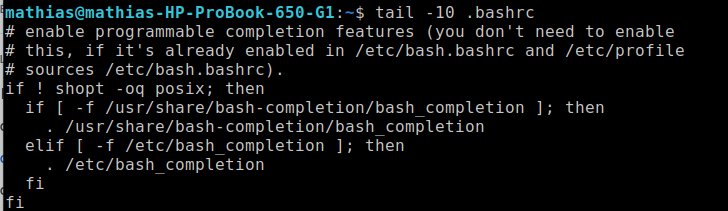 mathias@mathias-HP-ProBook-650-G1:~$ tail -10 .bashrc
# enable programmable completion features (you don't need to enable
# this, if it's already enabled in /etc/bash.bashrc and /etc/profile
# sources /etc/bash.bashrc).
if ! shopt -oq posix; then
  if [ -f /usr/share/bash-completion/bash_completion ]; then
    . /usr/share/bash-completion/bash_completion
  elif [ -f /etc/bash_completion ]; then
    . /etc/bash_completion
  fi
fi